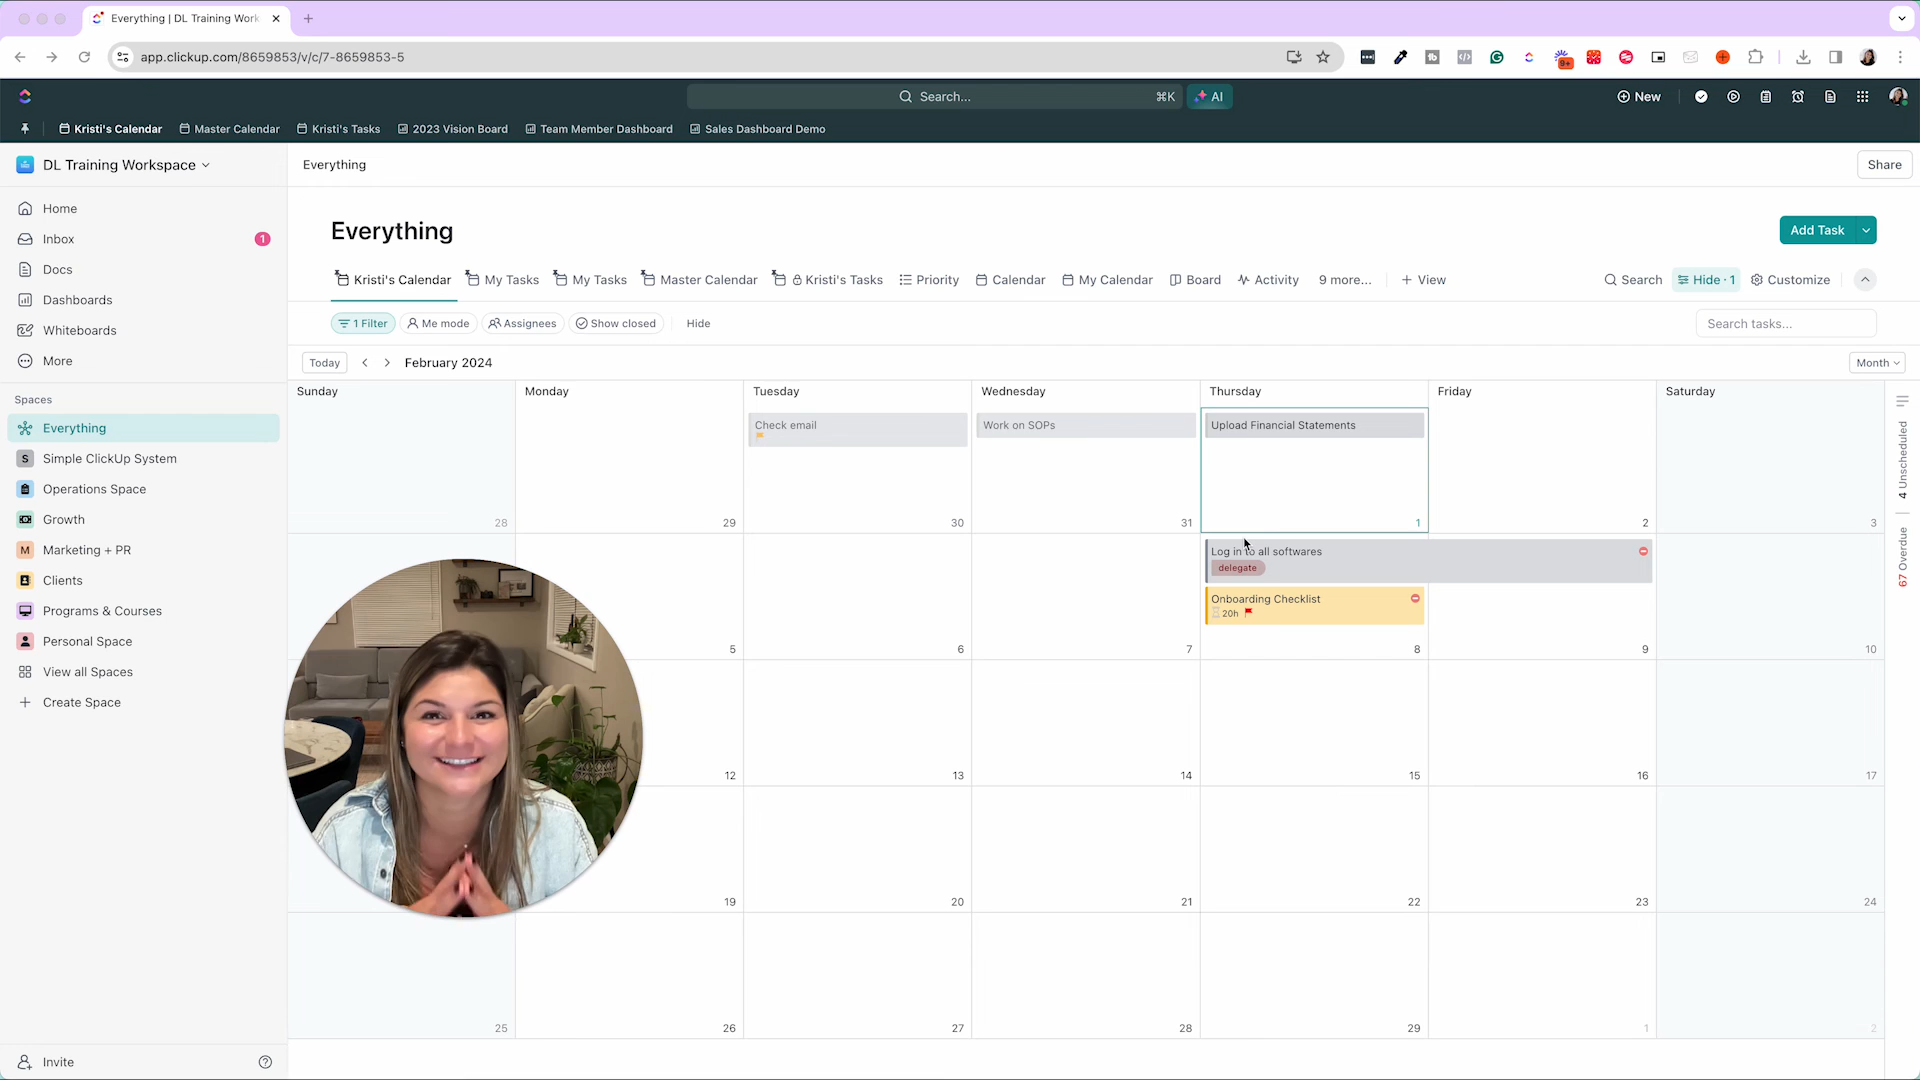 Everything | DL Training Work
app.clickup.com/8659853/v/c/7-8659853-5
9+
Search...
⌘K
AI
New
Kristi's Calendar
Master Calendar
Kristi's Tasks
2023 Vision Board
Team Member Dashboard
Sales Dashboard Demo
DL Training Workspace
Everything
Share
Home
Inbox
1
Docs
Dashboards
Whiteboards
More
Spaces
Everything
S Simple ClickUp System
Operations Space
Growth
M Marketing + PR
Clients
Programs & Courses
Personal Space
View all Spaces
+ Create Space
Invite
Everything
Add Task
Kristi's Calendar
My Tasks
My Tasks
Master Calendar
Kristi's Tasks
Priority
Calendar
My Calendar
Board
Activity
9 more...
+ View
Search
Hide · 1
Customize
1 Filter
Me mode
Assignees
Show closed
Hide
Search tasks...
Today
February 2024
Month
Sunday Monday Tuesday Wednesday Thursday Friday Saturday
Check email
Work on SOPs
Upload Financial Statements
28 29 30 31 1 2 3
Log in to all softwares
delegate
Onboarding Checklist
20h
5 6 7 8 9 10
12 13 14 15 16 17
19 20 21 22 23 24
25 26 27 28 29 1 2
4 Unscheduled
67 Overdue